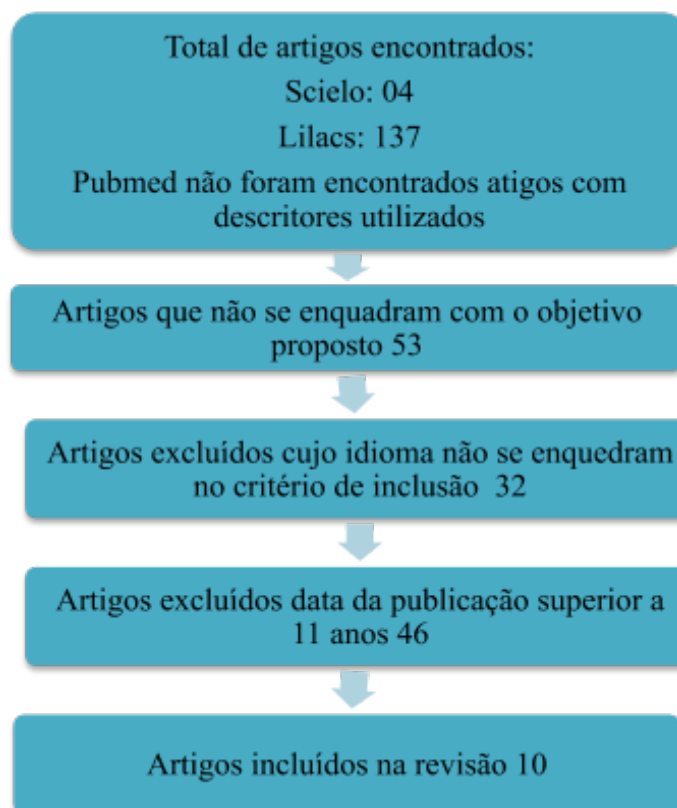 Total de artigos encontrados:
Scielo: 04
Lilacs: 137
Pubmed não foram encontrados atigos com
descritores utilizados
Artigos que não se enquadram com o objetivo
proposto 53
Artigos excluídos cujo idioma não se enquedram
no critério de inclusão 32
Artigos excluídos data da publicação superior a
11 anos 46
Artigos incluídos na revisão 10